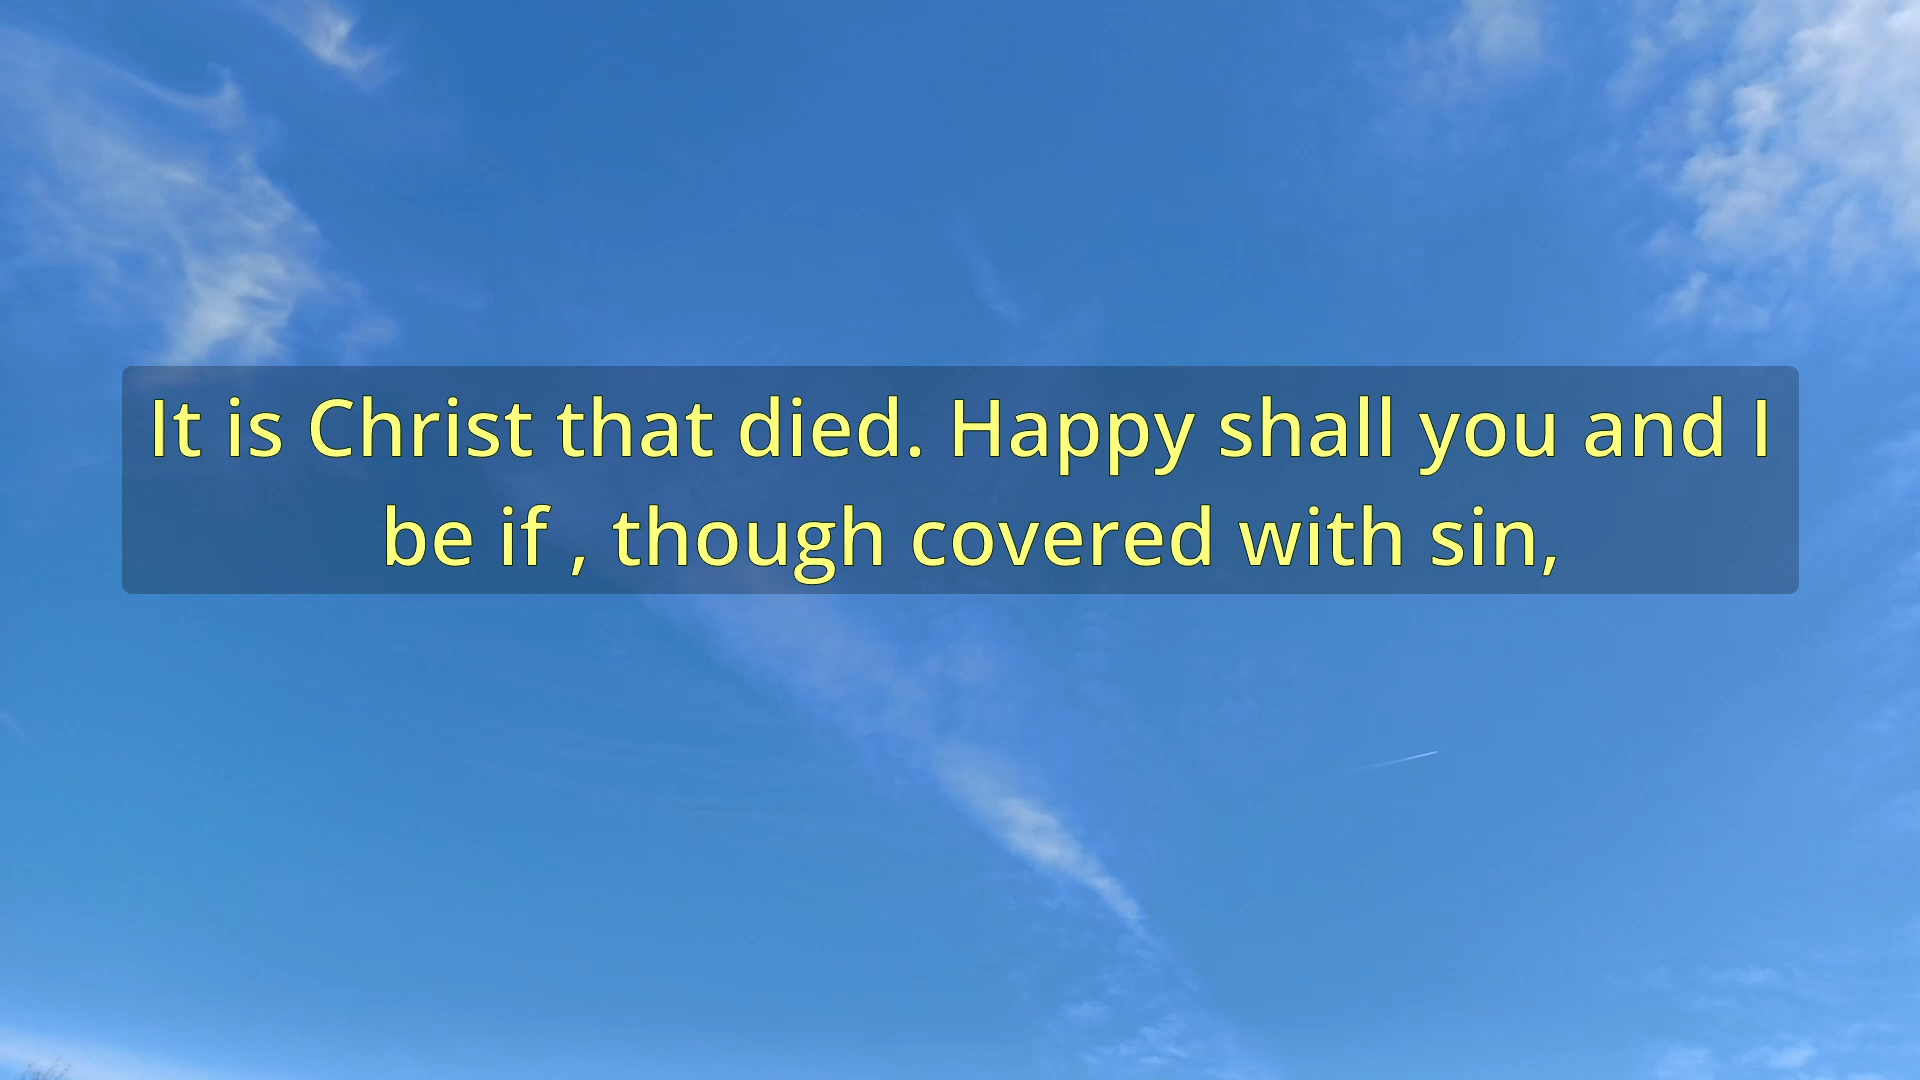 It is Christ that died. Happy shall you and I
be if , though covered with sin,